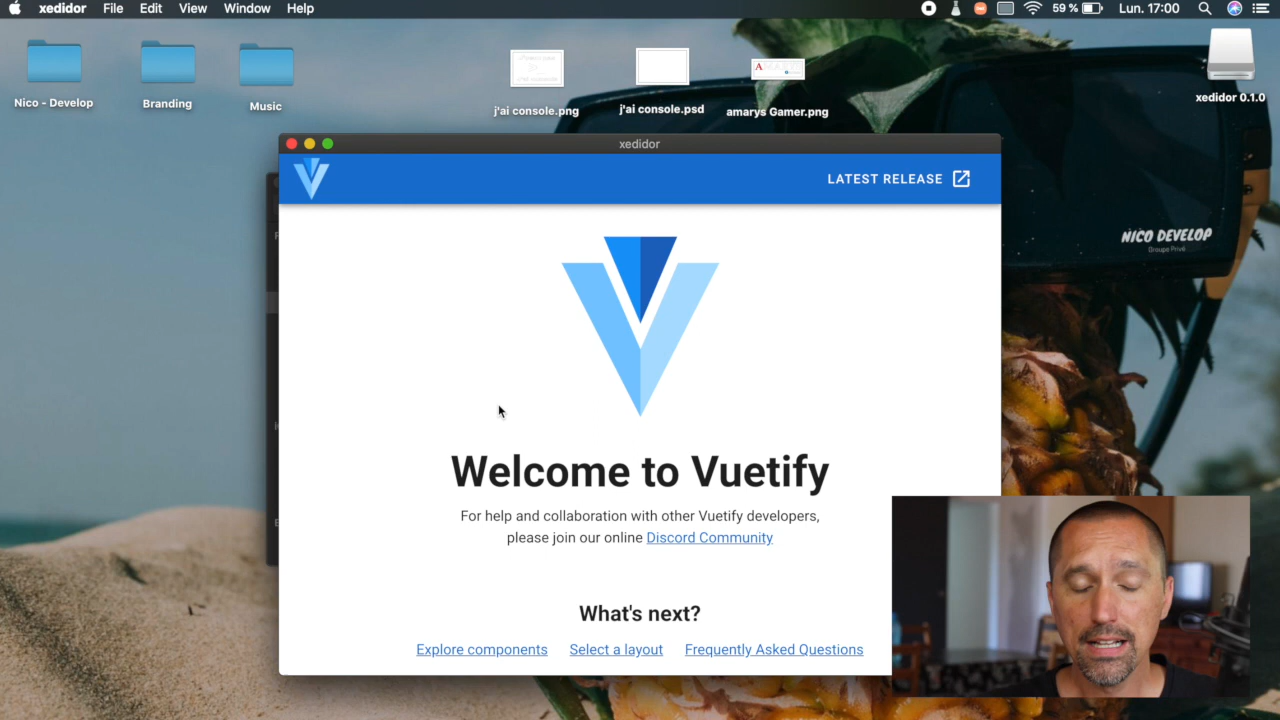 xedidor File Edit View Window Help
59 % Lun. 17:00
Nico - Develop
Branding
Music
j'ai console.png
j'ai console.psd
amarys Gamer.png
xedidor 0.1.0
xedidor
LATEST RELEASE
NICO DEVELOP
Groupe Privé
Welcome to Vuetify
For help and collaboration with other Vuetify developers,
please join our online Discord Community
What's next?
Explore components Select a layout Frequently Asked Questions